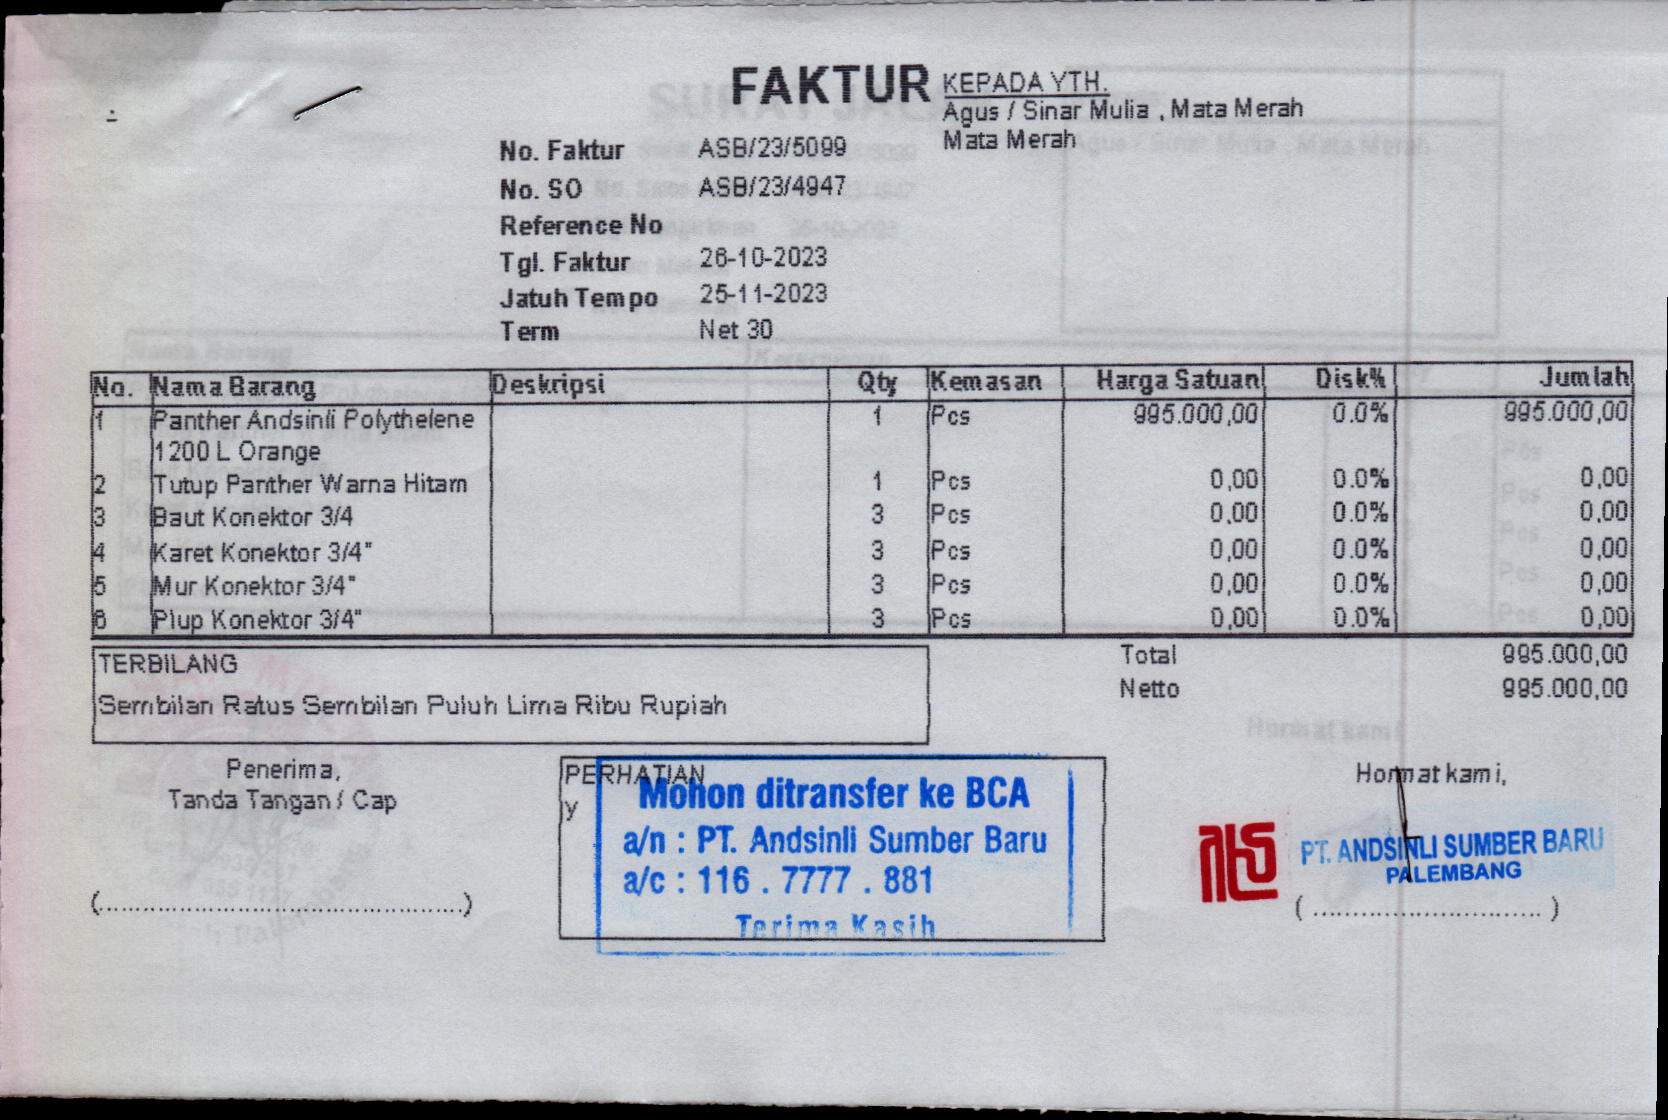 FAKTUR
KEPADA YTH.
Agus / Sinar Mulia , Mata Merah
Mata Merah
No. Faktur ASB/23/5099
No. SO ASB/23/4947
Reference No
Tgl. Faktur 26-10-2023
Jatuh Tempo 25-11-2023
Term Net 30
No. Nama Barang Deskripsi Qty Kemasan Harga Satuan Disk% Jumlah
1 Panther Andsinli Polythelene 1 Pcs 995.000,00 0.0% 995.000,00
1200 L Orange
2 Tutup Panther Warna Hitam 1 Pcs 0,00 0.0% 0,00
3 Baut Konektor 3/4 3 Pcs 0,00 0.0% 0,00
4 Karet Konektor 3/4" 3 Pcs 0,00 0.0% 0,00
5 Mur Konektor 3/4" 3 Pcs 0,00 0.0% 0,00
6 Plup Konektor 3/4" 3 Pcs 0,00 0.0% 0,00
TERBILANG
Sembilan Ratus Sembilan Puluh Lima Ribu Rupiah
Total 995.000,00
Netto 995.000,00
Penerima,
Tanda Tangan / Cap
(........................................)
PERHATIAN
y
Mohon ditransfer ke BCA
a/n : PT. Andsinli Sumber Baru
a/c : 116 . 7777 . 881
Terima Kasih
Hormat kami,
PT. ANDSINLI SUMBER BARU
PALEMBANG
( ............................. )